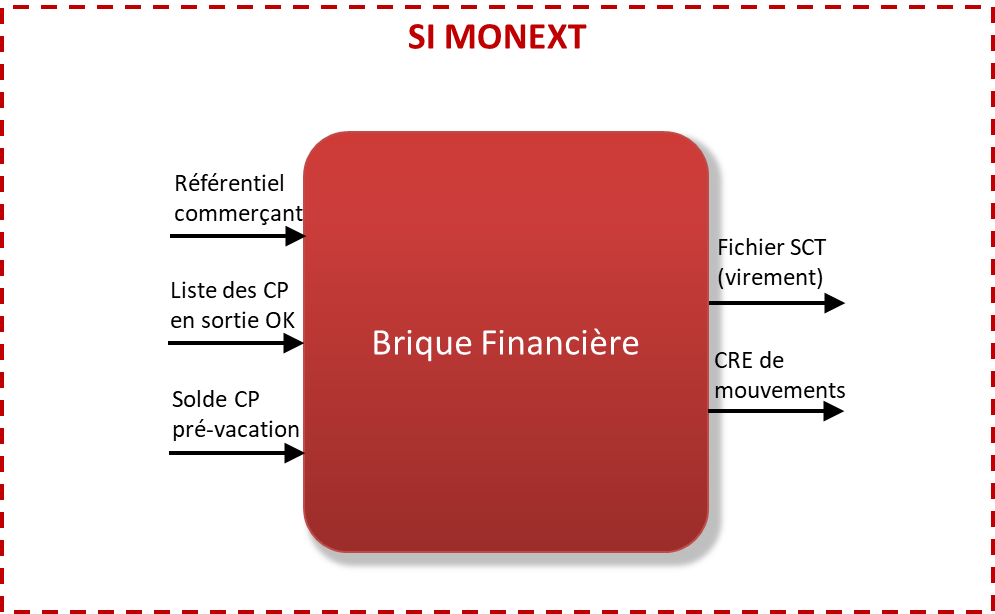 SI MONEXT
Référentiel
commerçant
Liste des CP
en sortie OK
Solde CP
pré-vacation
Brique Financière
Fichier SCT
(virement)
CRE de
mouvements